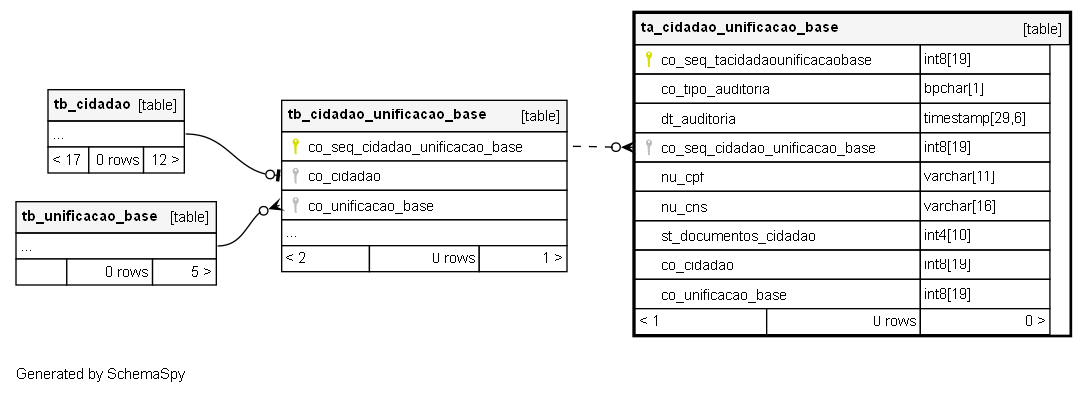 tb_cidadao [table]
...
< 17 0 rows 12 >
tb_unificacao_base [table]
...
0 rows 5 >
tb_cidadao_unificacao_base [table]
co_seq_cidadao_unificacao_base
co_cidadao
co_unificacao_base
...
< 2 0 rows 1 >
ta_cidadao_unificacao_base [table]
co_seq_tacidadaounificacaobase int8[19]
co_tipo_auditoria bpchar[1]
dt_auditoria timestamp[29,6]
co_seq_cidadao_unificacao_base int8[19]
nu_cpf varchar[11]
nu_cns varchar[16]
st_documentos_cidadao int4[10]
co_cidadao int8[19]
co_unificacao_base int8[19]
< 1 0 rows 0 >
Generated by SchemaSpy